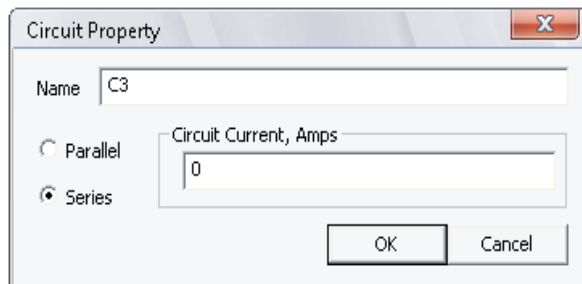 Circuit Property
Name C3
Parallel
Circuit Current, Amps
0
Series
OK Cancel